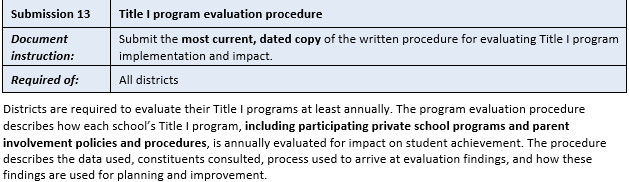 Submission 13 Title I program evaluation procedure
Document Submit the most current, dated copy of the written procedure for evaluating Title I program
instruction: implementation and impact.
Required of: All districts
Districts are required to evaluate their Title I programs at least annually. The program evaluation procedure
describes how each school's Title I program, including participating private school programs and parent
involvement policies and procedures, is annually evaluated for impact on student achievement. The procedure
describes the data used, constituents consulted, process used to arrive at evaluation findings, and how these
findings are used for planning and improvement.